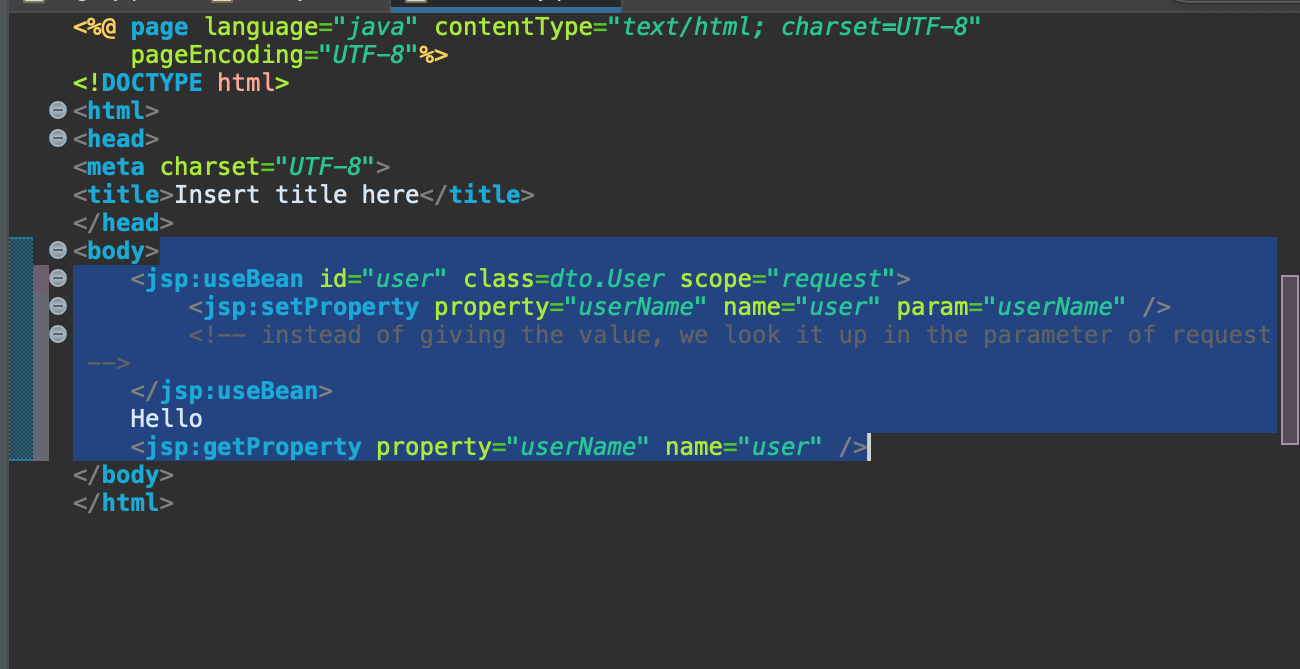 <%@ page language="java" contentType="text/html; charset=UTF-8"
    pageEncoding="UTF-8"%>
<!DOCTYPE html>
<html>
<head>
<meta charset="UTF-8">
<title>Insert title here</title>
</head>
<body>
    <jsp:useBean id="user" class=dto.User scope="request">
        <jsp:setProperty property="userName" name="user" param="userName" />
        <!-- instead of giving the value, we look it up in the parameter of request
 -->
    </jsp:useBean>
    Hello
    <jsp:getProperty property="userName" name="user" />
</body>
</html>